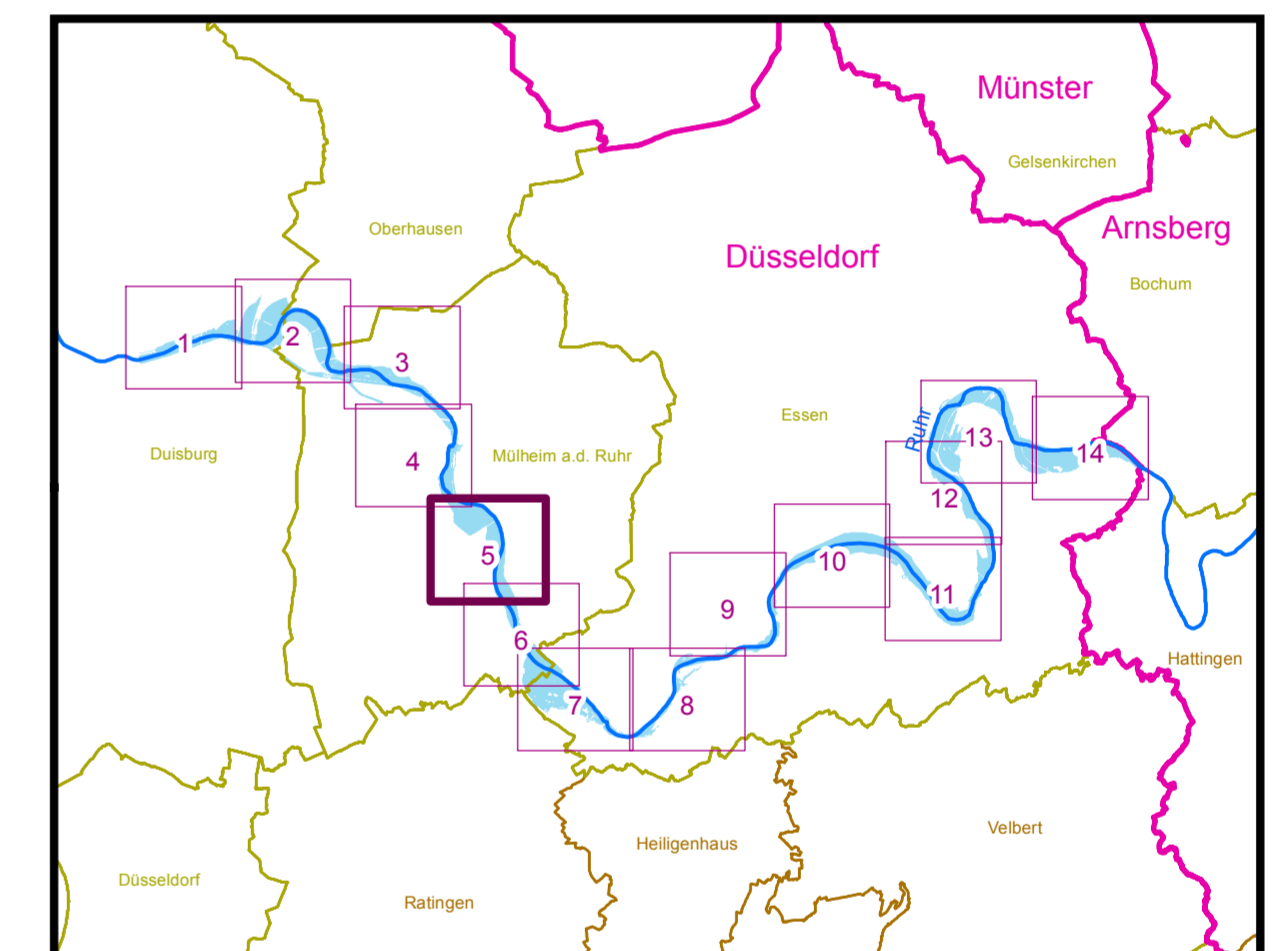 Münster
Gelsenkirchen
Oberhausen
Arnsberg
Düsseldorf
Bochum
1
2
3
Essen
Ruhr
13
14
Duisburg
4
Mülheim a.d. Ruhr
12
5
10
11
9
6
Hattingen
7
8
Velbert
Heiligenhaus
Düsseldorf
Ratingen